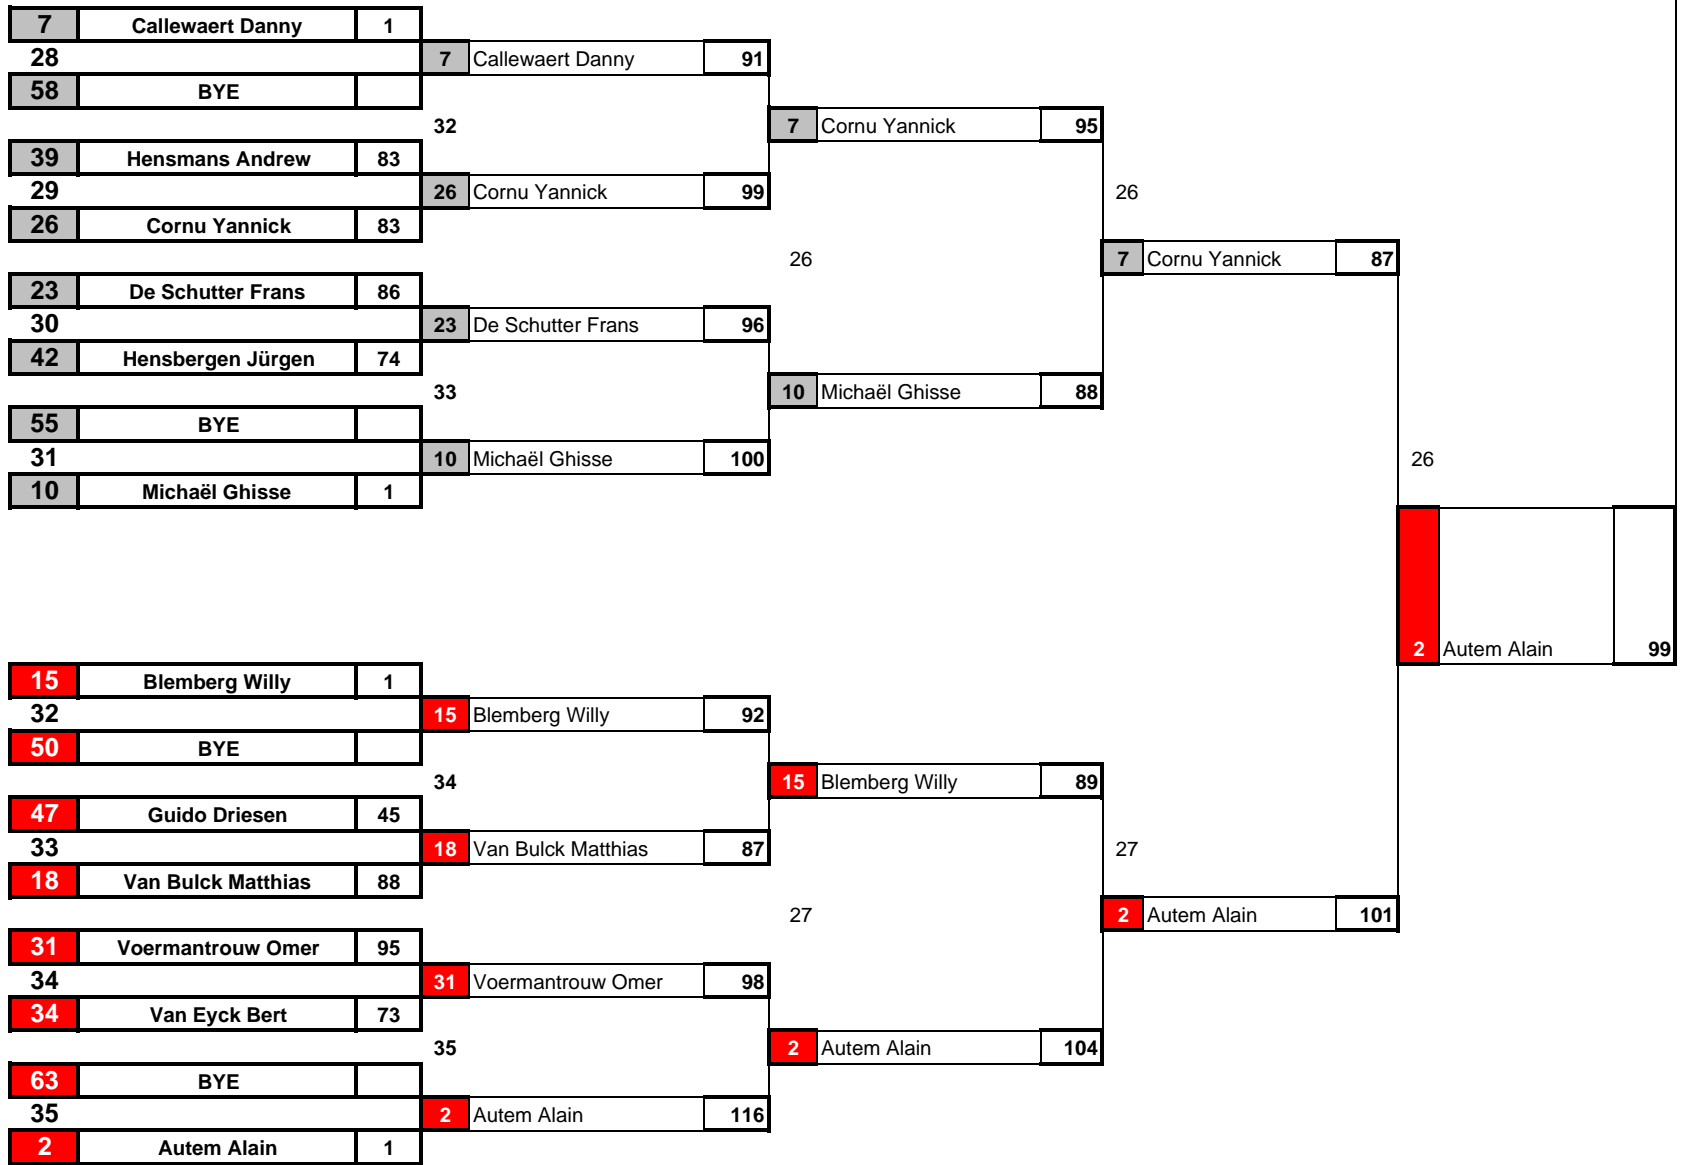 7 Callewaert Danny 1
28
7 Callewaert Danny 91
58 BYE
32
7 Cornu Yannick 95
39 Hensmans Andrew 83
29
26 Cornu Yannick 99
26
26 Cornu Yannick 83
26
7 Cornu Yannick 87
23 De Schutter Frans 86
30
23 De Schutter Frans 96
42 Hensbergen Jürgen 74
33
10 Michaël Ghisse 88
55 BYE
31
10 Michaël Ghisse 100
26
10 Michaël Ghisse 1
2 Autem Alain 99
15 Blemberg Willy 1
32
15 Blemberg Willy 92
50 BYE
34
15 Blemberg Willy 89
47 Guido Driesen 45
33
18 Van Bulck Matthias 87
27
18 Van Bulck Matthias 88
27
2 Autem Alain 101
31 Voermantrouw Omer 95
34
31 Voermantrouw Omer 98
34 Van Eyck Bert 73
35
2 Autem Alain 104
63 BYE
35
2 Autem Alain 116
2 Autem Alain 1